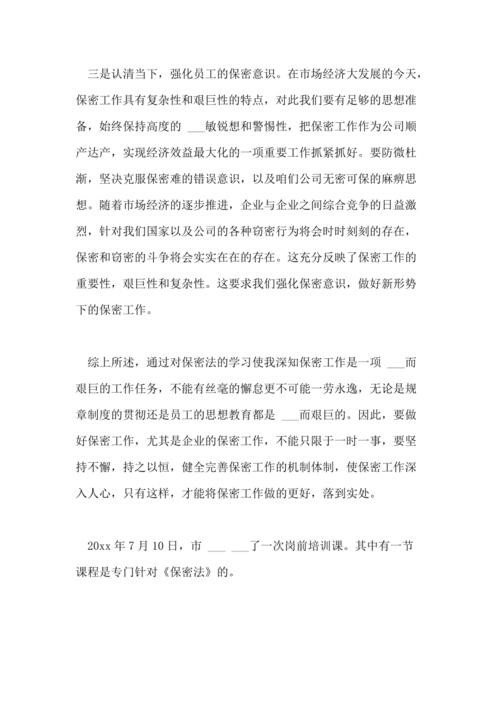 三是认清当下，强化员工的保密意识。在市场经济大发展的今天，
保密工作具有复杂性和艰巨性的特点，对此我们要有足够的思想准
备，始终保持高度的 ___敏锐想和警惕性，把保密工作作为公司顺
产达产，实现经济效益最大化的一项重要工作抓紧抓好。要防微杜
渐，坚决克服保密难的错误意识，以及咱们公司无密可保的麻痹思
想。随着市场经济的逐步推进，企业与企业之间综合竞争的日益激
烈，针对我们国家以及公司的各种窃密行为将会时时刻刻的存在，
保密和窃密的斗争将会实实在在的存在。这充分反映了保密工作的
重要性，艰巨性和复杂性。这要求我们强化保密意识，做好新形势
下的保密工作。
综上所述，通过对保密法的学习使我深知保密工作是一项 ___而
艰巨的工作任务，不能有丝毫的懈怠更不可能一劳永逸，无论是规
章制度的贯彻还是员工的思想教育都是 ___而艰巨的。因此，要做
好保密工作，尤其是企业的保密工作，不能只限于一时一事，要坚
持不懈，持之以恒，健全完善保密工作的机制体制，使保密工作深
入人心，只有这样，才能将保密工作做的更好，落到实处。
20xx 年 7 月 10 日，市 ___ ___了一次岗前培训课。其中有一节
课程是专门针对《保密法》的。